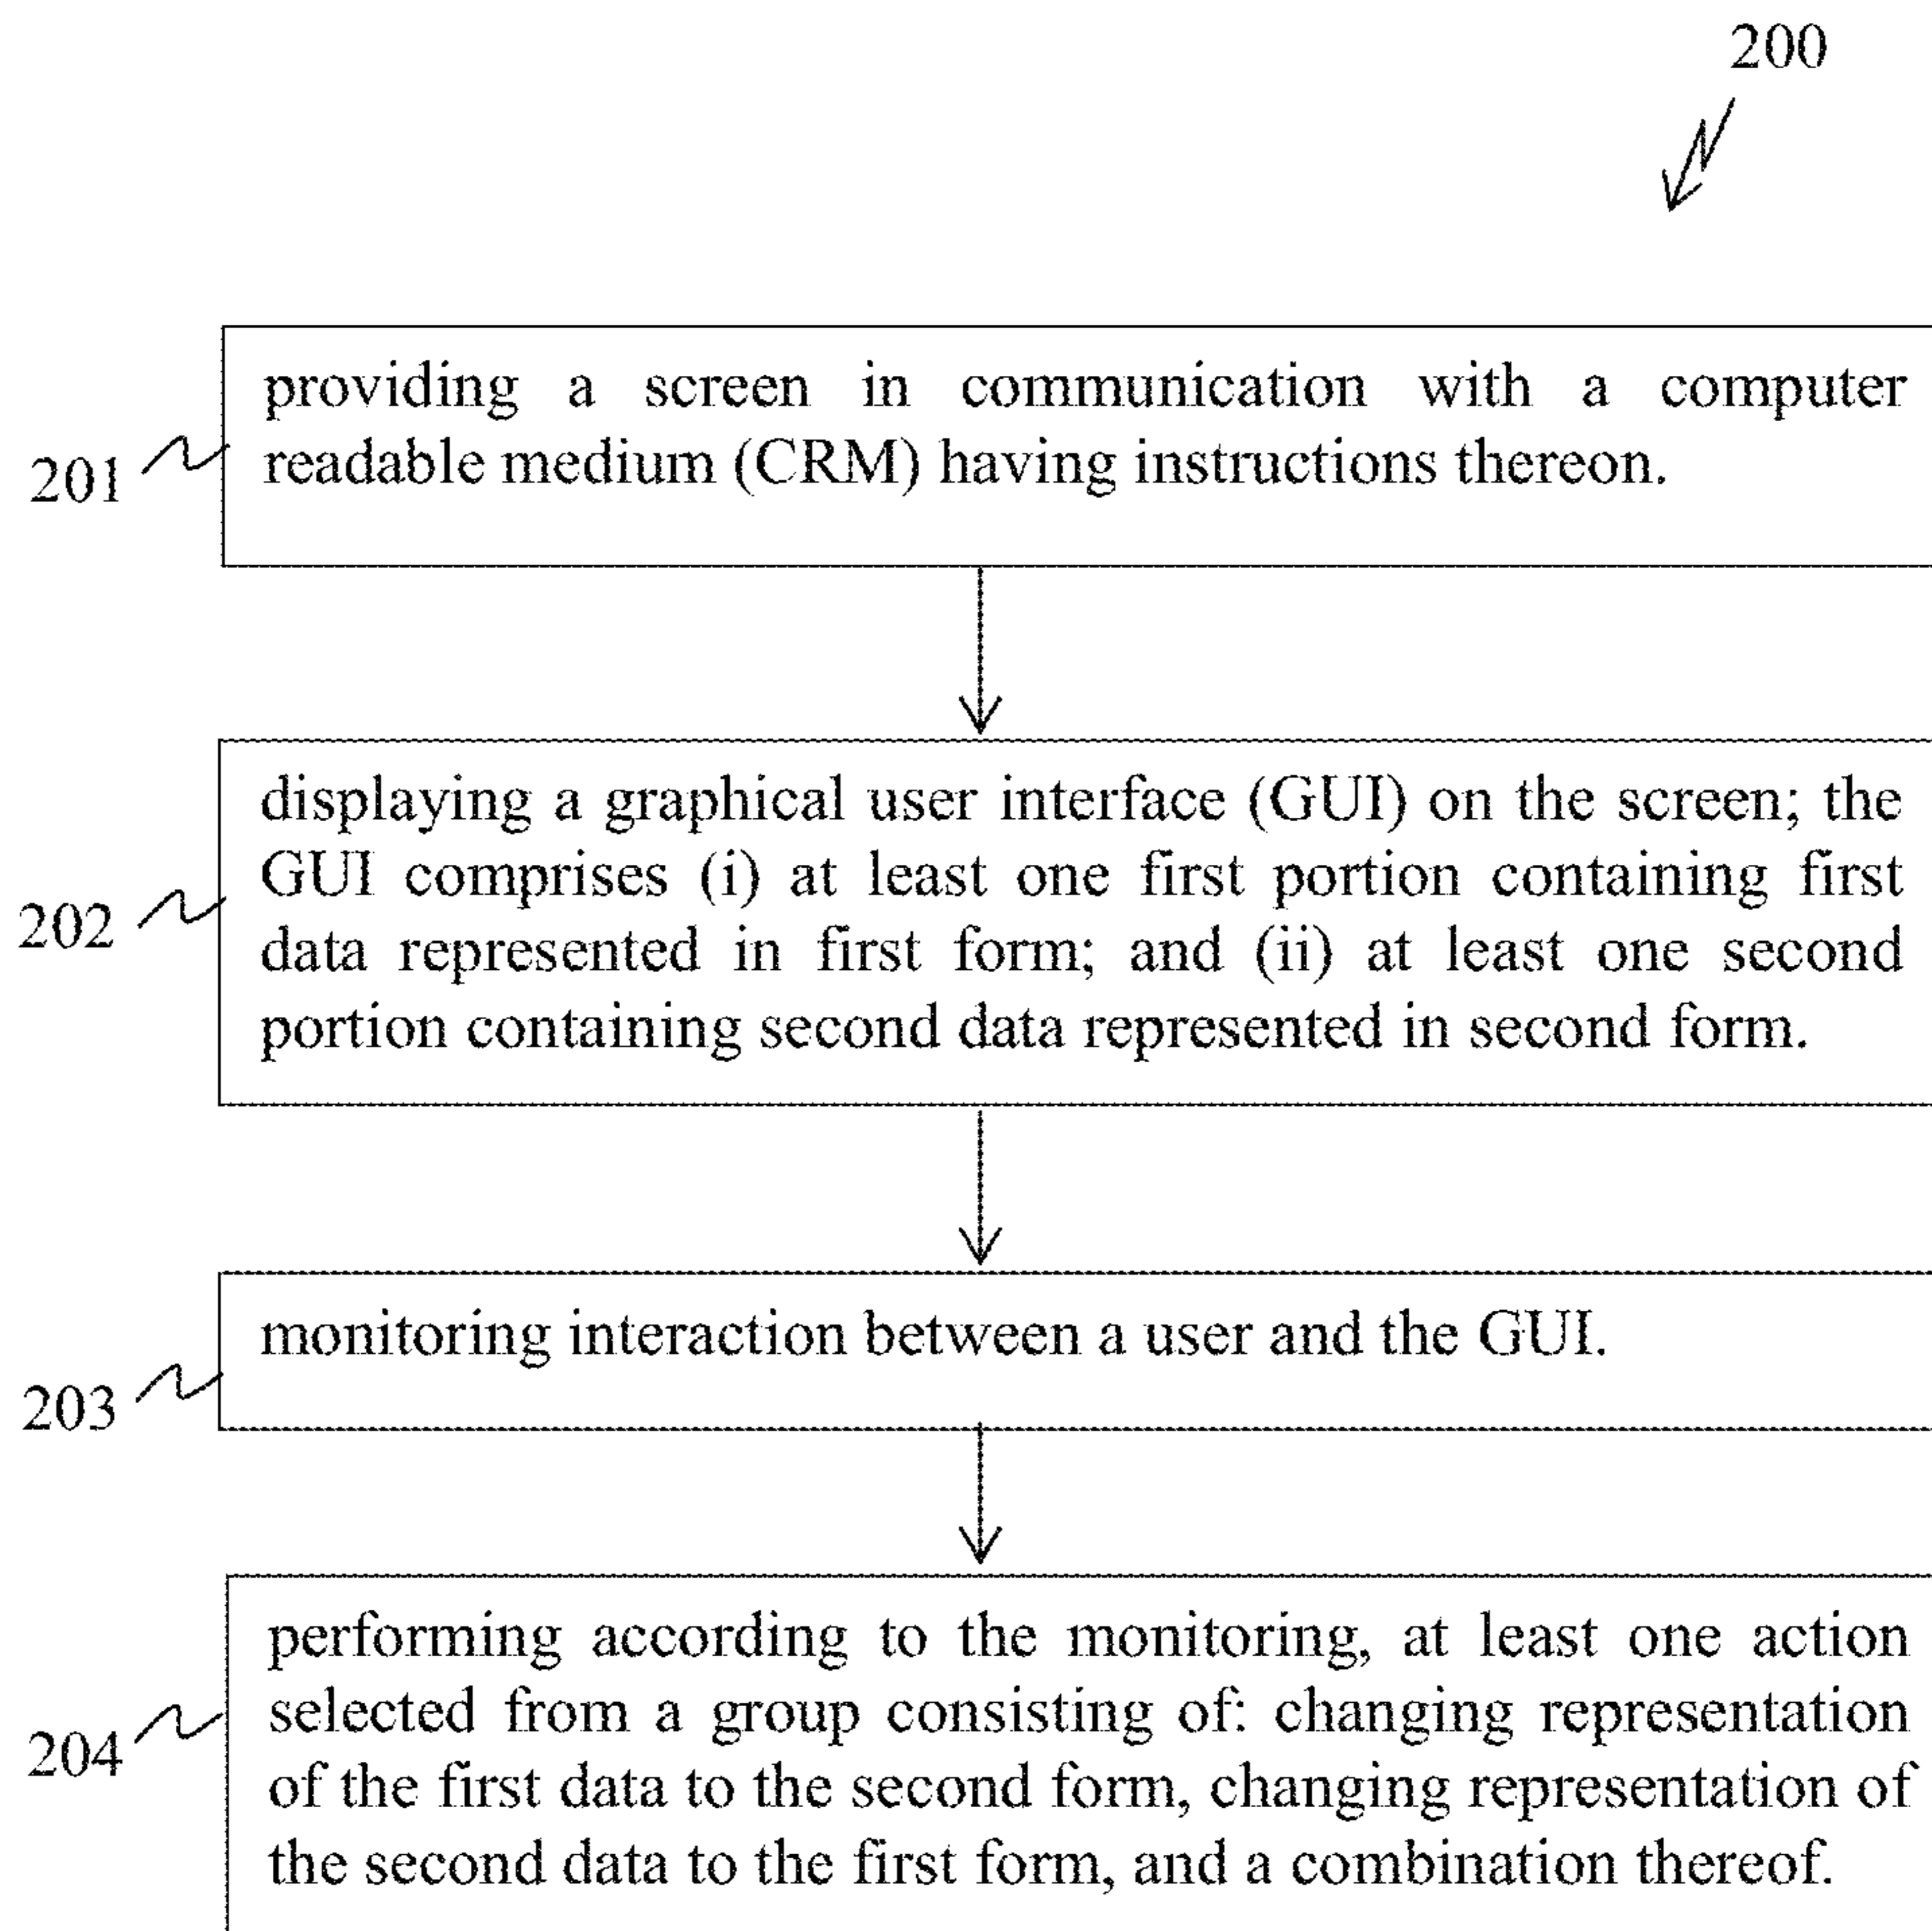 200
providing a screen in communication with a computer
readable medium (CRM) having instructions thereon.
201
displaying a graphical user interface (GUI) on the screen; the
GUI comprises (i) at least one first portion containing first
data represented in first form; and (ii) at least one second
portion containing second data represented in second form.
202
monitoring interaction between a user and the GUI.
203
performing according to the monitoring, at least one action
selected from a group consisting of: changing representation
of the first data to the second form, changing representation of
the second data to the first form, and a combination thereof.
204